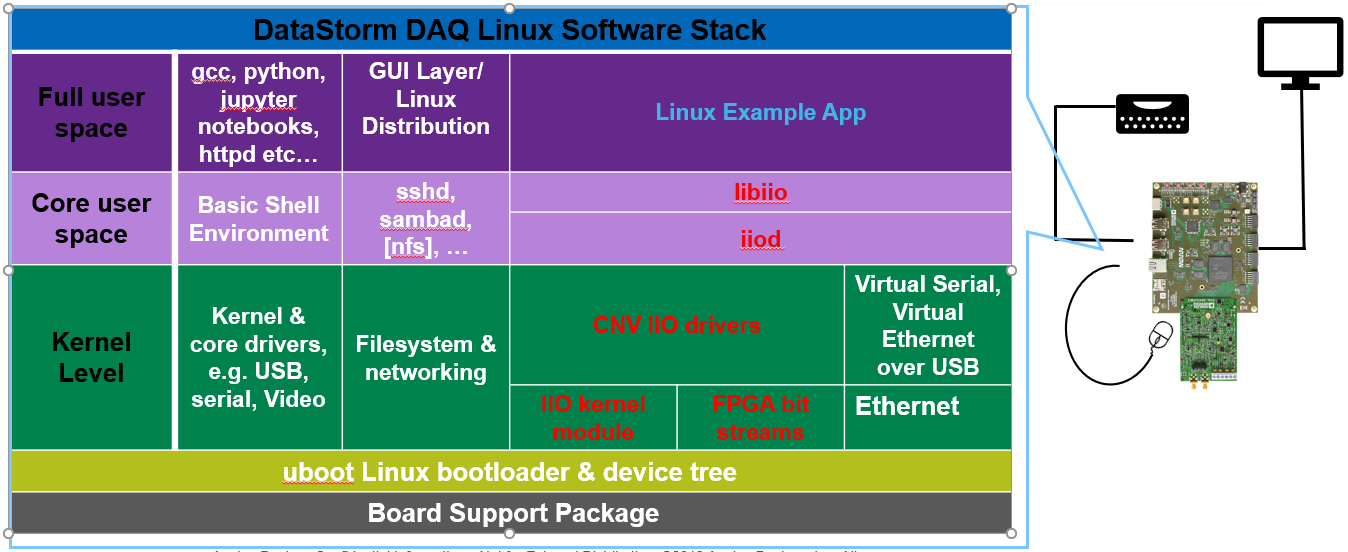 DataStorm DAQ Linux Software Stack
Full user
space
gcc, python,
jupyter
notebooks,
httpd etc…
GUI Layer/
Linux
Distribution
Linux Example App
Core user
space
Basic Shell
Environment
sshd,
sambad,
[nfs], …
libiio
iiod
Kernel
Level
Kernel &
core drivers,
e.g. USB,
serial, Video
Filesystem &
networking
CNV IIO drivers
Virtual Serial,
Virtual
Ethernet
over USB
IIO kernel
module
FPGA bit
streams
Ethernet
uboot Linux bootloader & device tree
Board Support Package